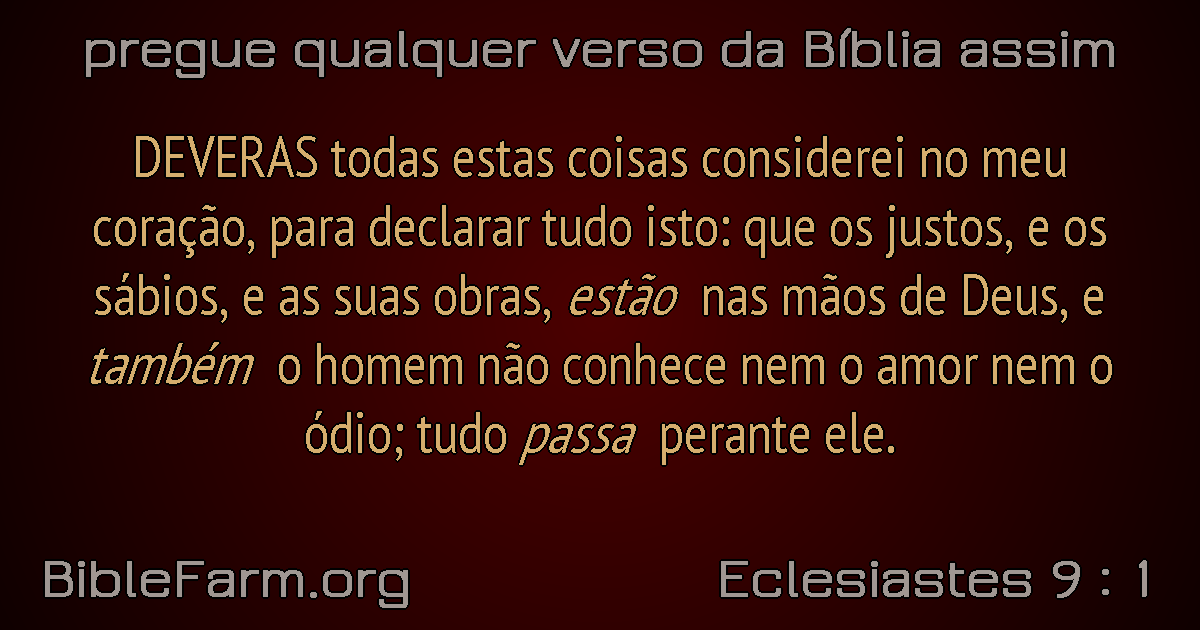 pregue qualquer verso da Bíblia assim
DEVERAS todas estas coisas considerei no meu
coração, para declarar tudo isto: que os justos, e os
sábios, e as suas obras, estão nas mãos de Deus, e
também o homem não conhece nem o amor nem o
ódio; tudo passa perante ele.
BibleFarm.org
Eclesiastes 9 : 1